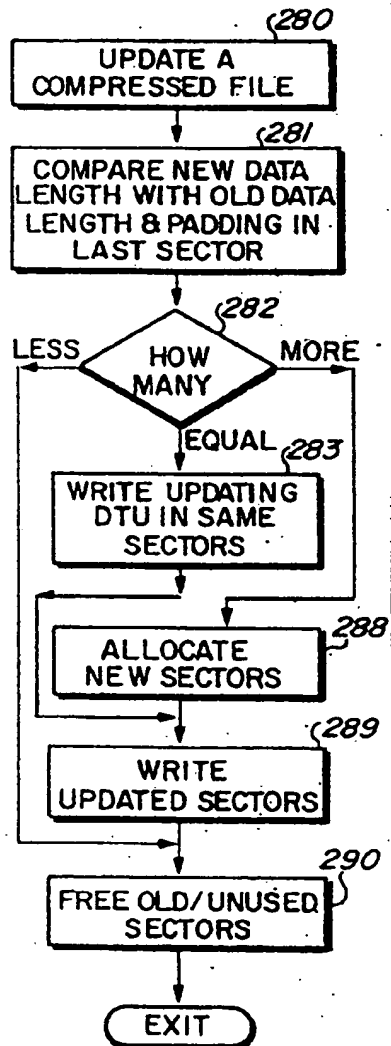 280
UPDATE A
COMPRESSED FILE
281
COMPARE NEW DATA
LENGTH WITH OLD DATA
LENGTH & PADDING IN
LAST SECTOR
282
LESS
HOW
MANY
MORE
EQUAL
283
WRITE UPDATING
DTU IN SAME
SECTORS
288
ALLOCATE
NEW SECTORS
289
WRITE
UPDATED SECTORS
290
FREE OLD/UNUSED
SECTORS
EXIT